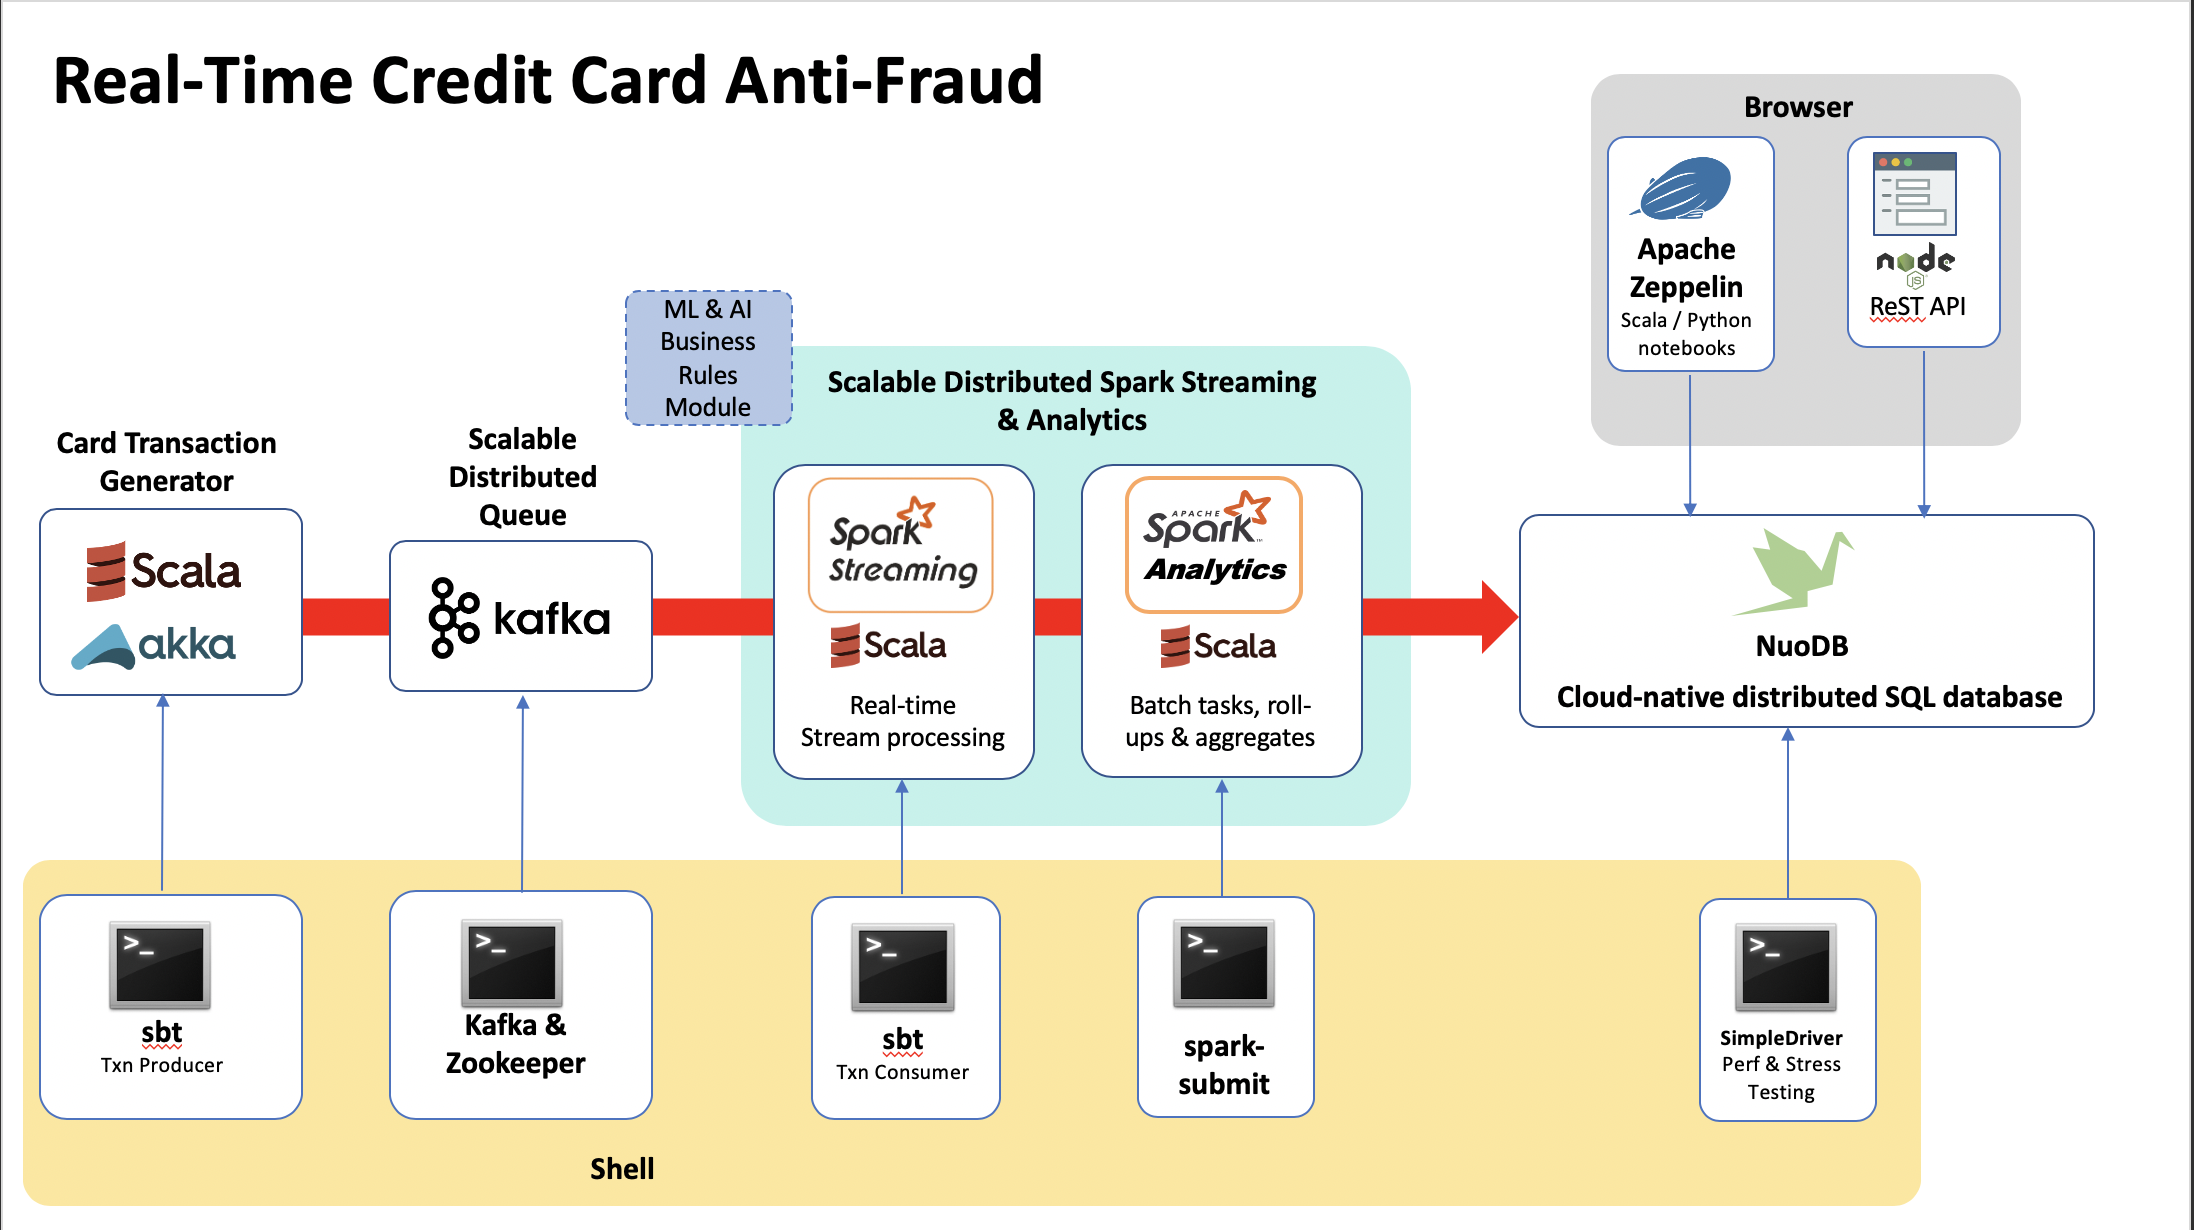 Real-Time Credit Card Anti-Fraud
Browser
Apache
Zeppelin
Scala / Python
notebooks
node
JS
ReST API
ML & AI
Business
Rules
Module
Scalable Distributed Spark Streaming
& Analytics
Card Transaction
Generator
Scala
akka
Scalable
Distributed
Queue
kafka
Spark
Streaming
Scala
Real-time
Stream processing
APACHE
Spark™
Analytics
Scala
Batch tasks, roll-
ups & aggregates
NuoDB
Cloud-native distributed SQL database
>_
sbt
Txn Producer
>_
Kafka &
Zookeeper
>_
sbt
Txn Consumer
>_
spark-
submit
>_
SimpleDriver
Perf & Stress
Testing
Shell